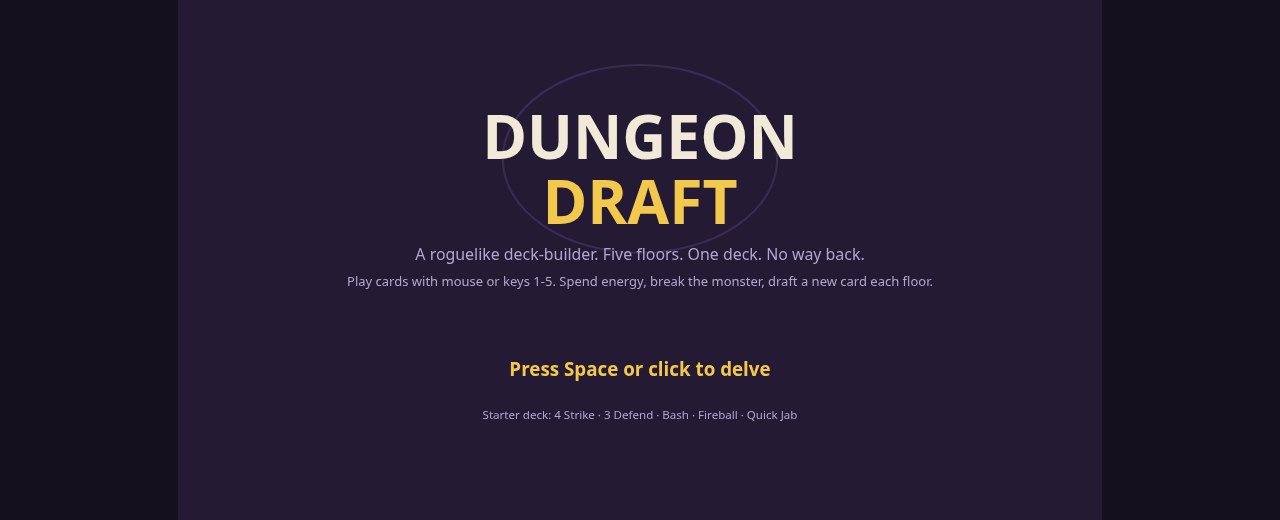 DUNGEON
DRAFT
A roguelike deck-builder. Five floors. One deck. No way back.
Play cards with mouse or keys 1-5. Spend energy, break the monster, draft a new card each floor.
Press Space or click to delve
Starter deck: 4 Strike · 3 Defend · Bash · Fireball · Quick Jab